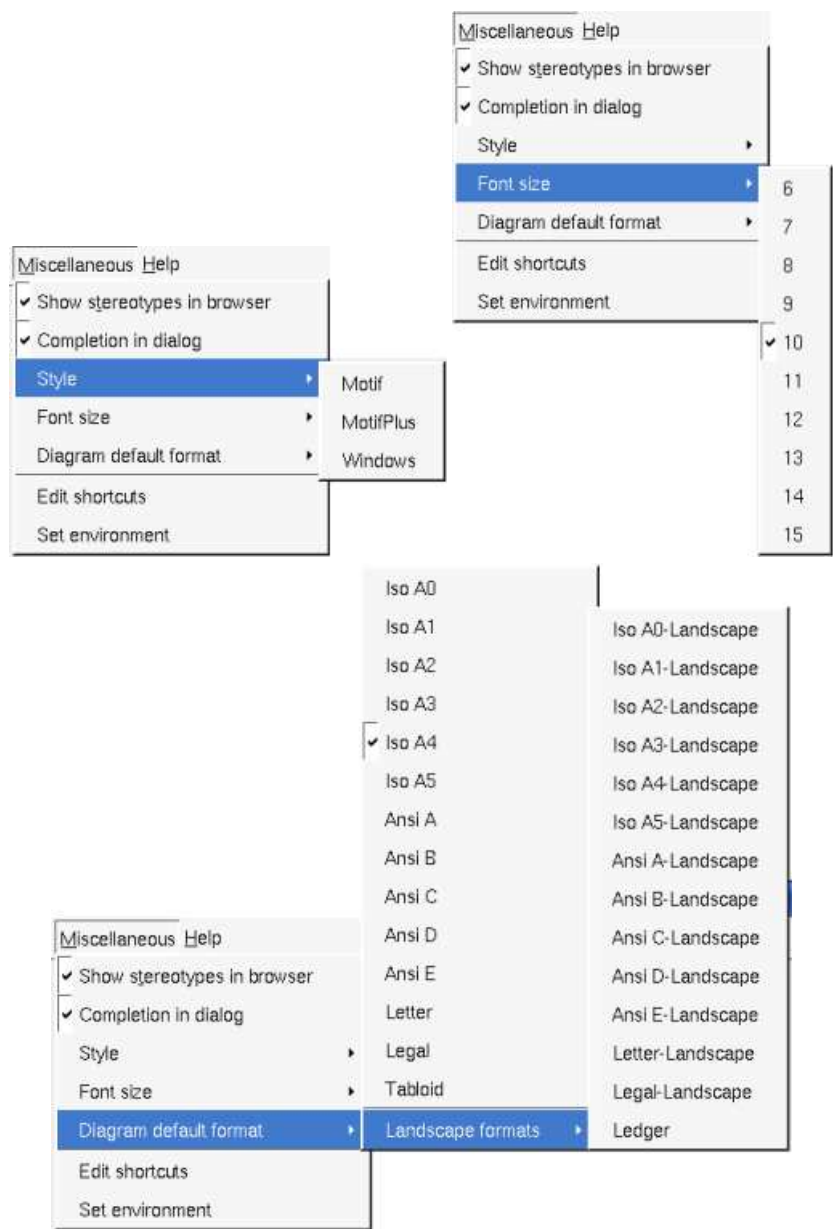 Miscellaneous Help
Show stereotypes in browser
Completion in dialog
Style
Font size
Diagram default format
Edit shortcuts
Set environment
6
7
8
9
10
11
12
13
14
15
Miscellaneous Help
Show stereotypes in browser
Completion in dialog
Style
Font size
Diagram default format
Edit shortcuts
Set environment
Motif
MotifPlus
Windows
Miscellaneous Help
Show stereotypes in browser
Completion in dialog
Style
Font size
Diagram default format
Edit shortcuts
Set environment
Iso A0
Iso A1
Iso A2
Iso A3
Iso A4
Iso A5
Ansi A
Ansi B
Ansi C
Ansi D
Ansi E
Letter
Legal
Tabloid
Landscape formats
Iso A0-Landscape
Iso A1-Landscape
Iso A2-Landscape
Iso A3-Landscape
Iso A4-Landscape
Iso A5-Landscape
Ansi A-Landscape
Ansi B-Landscape
Ansi C-Landscape
Ansi D-Landscape
Ansi E-Landscape
Letter-Landscape
Legal-Landscape
Ledger